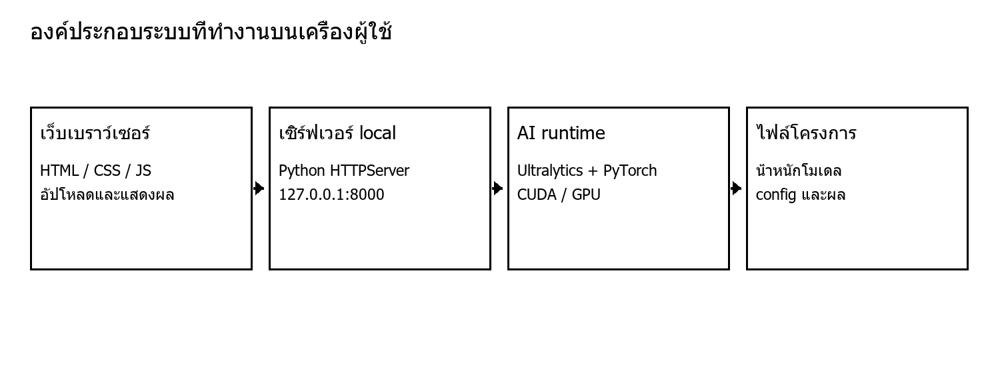 องค์ประกอบระบบที่ทำงานบนเครื่องผู้ใช้
เว็บเบราว์เซอร์
HTML / CSS / JS
อัปโหลดและแสดงผล
เซิร์ฟเวอร์ local
Python HTTPServer
127.0.0.1:8000
AI runtime
Ultralytics + PyTorch
CUDA / GPU
ไฟล์โครงการ
น้ำหนักโมเดล
config และผล